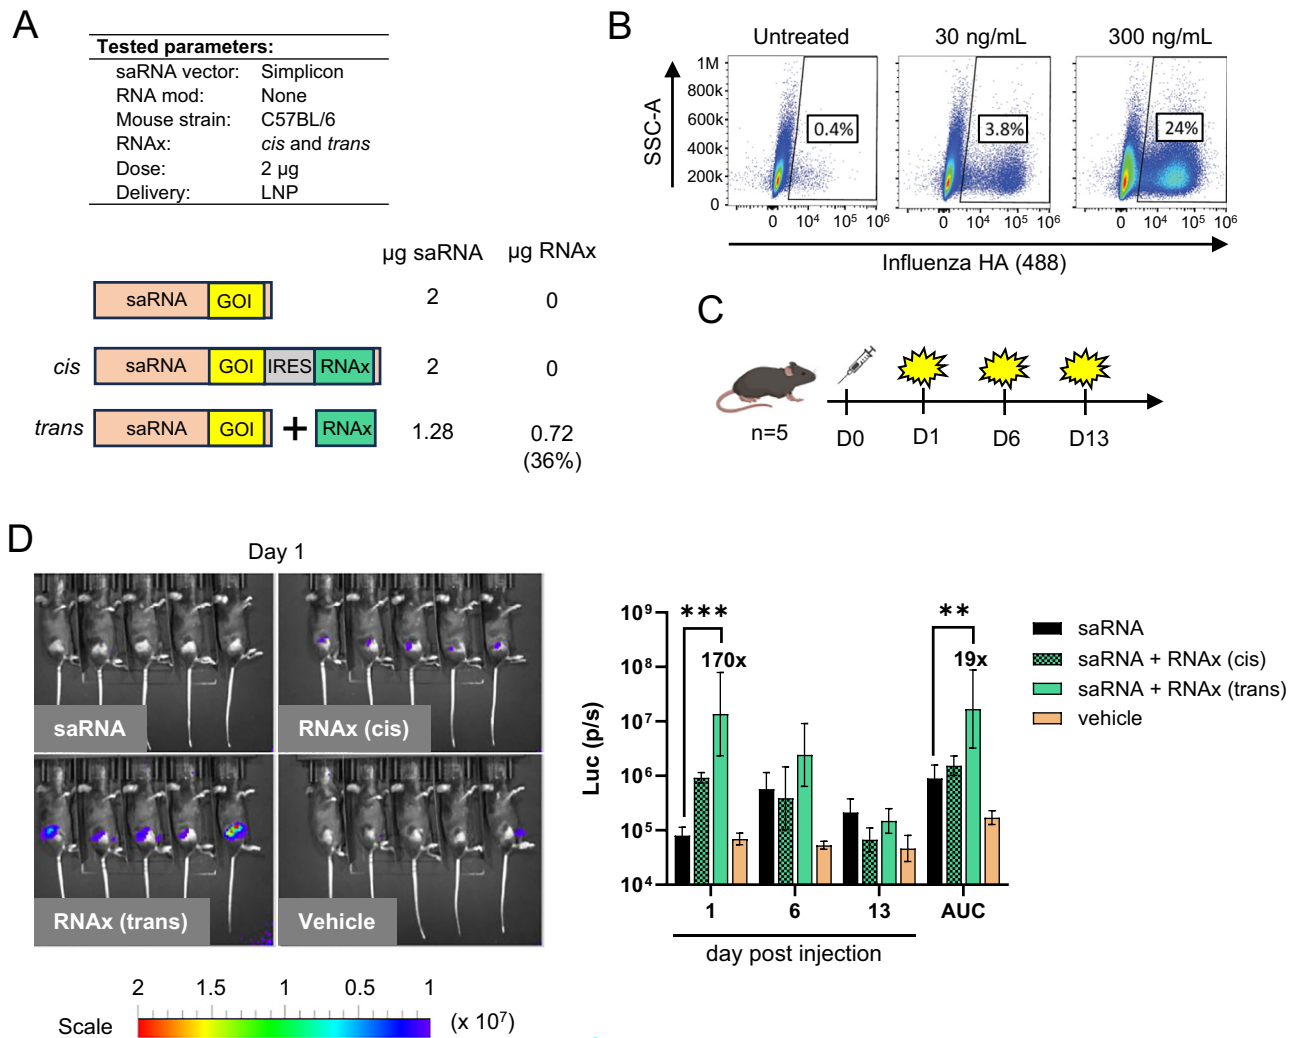 A
Tested parameters:
saRNA vector: Simplicon
RNA mod: None
Mouse strain: C57BL/6
RNAx: cis and trans
Dose: 2 µg
Delivery: LNP
µg saRNA µg RNAx
saRNA GOI 2 0
cis saRNA GOI IRES RNAx 2 0
trans saRNA GOI + RNAx 1.28 0.72
(36%)
B
Untreated 30 ng/mL 300 ng/mL
SSC-A
1M
800k
600k
400k
200k
0
0.4% 3.8% 24%
0 10⁴ 10⁵ 10⁶ 0 10⁴ 10⁵ 10⁶ 0 10⁴ 10⁵ 10⁶
Influenza HA (488)
C
n=5 D0 D1 D6 D13
D
Day 1
saRNA RNAx (cis)
RNAx (trans) Vehicle
2 1.5 1 0.5 1
Scale (x 10⁷)
Luc (p/s)
10⁹
10⁸
10⁷
10⁶
10⁵
10⁴
*** **
170x 19x
1 6 13 AUC
day post injection
saRNA
saRNA + RNAx (cis)
saRNA + RNAx (trans)
vehicle